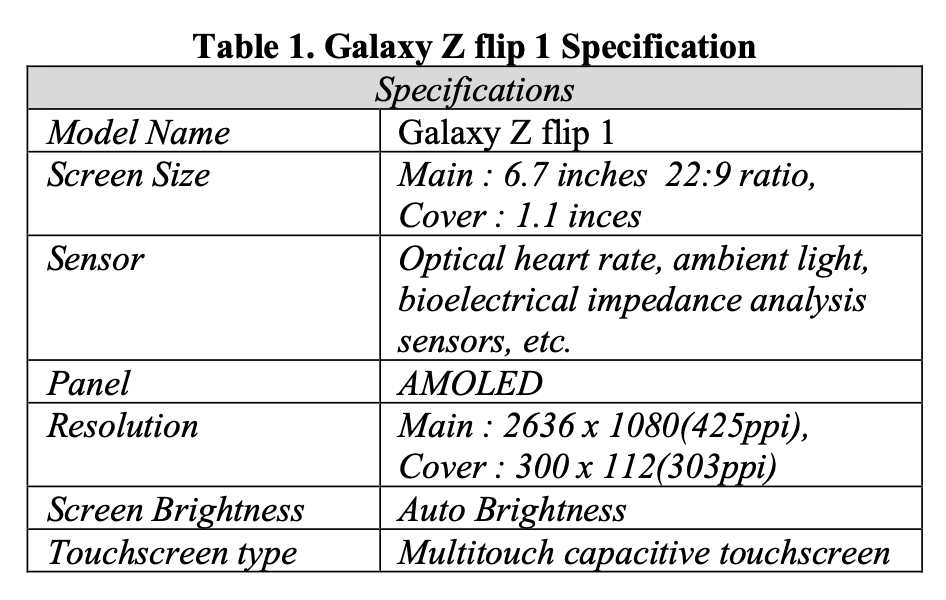 Table 1. Galaxy Z flip 1 Specification
Specifications
Model Name Galaxy Z flip 1
Screen Size Main : 6.7 inches 22:9 ratio,
Cover : 1.1 inces
Sensor Optical heart rate, ambient light,
bioelectrical impedance analysis
sensors, etc.
Panel AMOLED
Resolution Main : 2636 x 1080(425ppi),
Cover : 300 x 112(303ppi)
Screen Brightness Auto Brightness
Touchscreen type Multitouch capacitive touchscreen